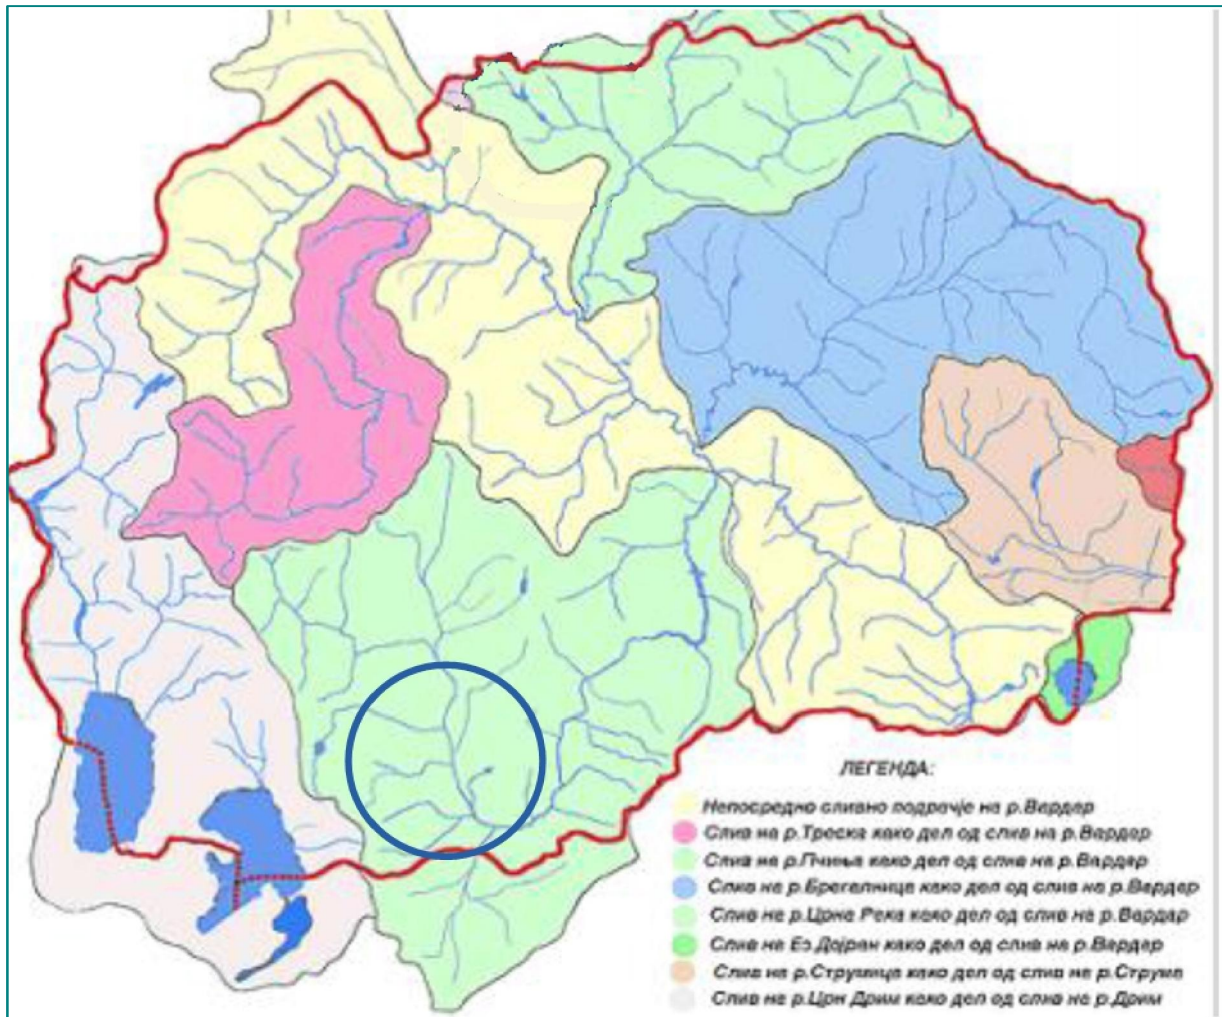 ЛЕГЕНДА:
Непосредно сливно подрачје на р.Вардар
Слив на р.Треска како дел од слив на р.Вардар
Слив на р.Пчиња како дел од слив на р.Вардар
Слив на р.Брегалница како дел од слив на р.Вардар
Слив на р.Црна Река како дел од слив на р.Вардар
Слив на Ез.Дојран како дел од слив на р.Вардар
Слив на р.Струмица како дел од слив на р.Струма
Слив на р.Црн Дрим како дел од слив на р.Дрим